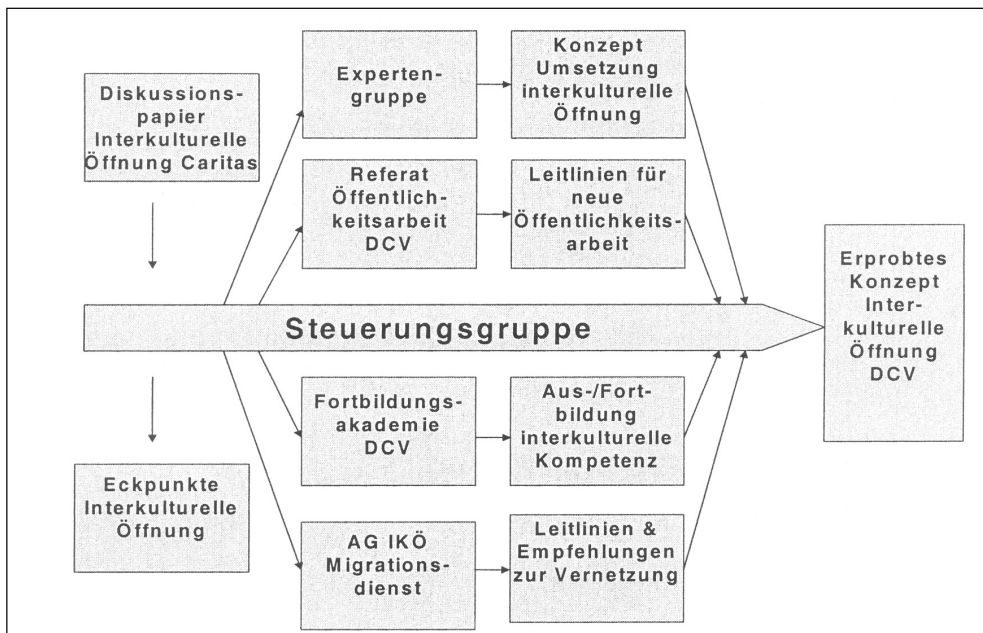 Diskussions-
papier
Interkulturelle
Öffnung Caritas
Experten-
gruppe
Konzept
Umsetzung
interkulturelle
Öffnung
Referat
Öffentlich-
keitsarbeit
DCV
Leitlinien für
neue
Öffentlichkeits-
arbeit
Steuerungsgruppe
Erprobtes
Konzept
Inter-
kulturelle
Öffnung
DCV
Fortbildungs-
akademie
DCV
Aus-/Fort-
bildung
interkulturelle
Kompetenz
Eckpunkte
Interkulturelle
Öffnung
AG IKÖ
Migrations-
dienst
Leitlinien &
Empfehlungen
zur Vernetzung